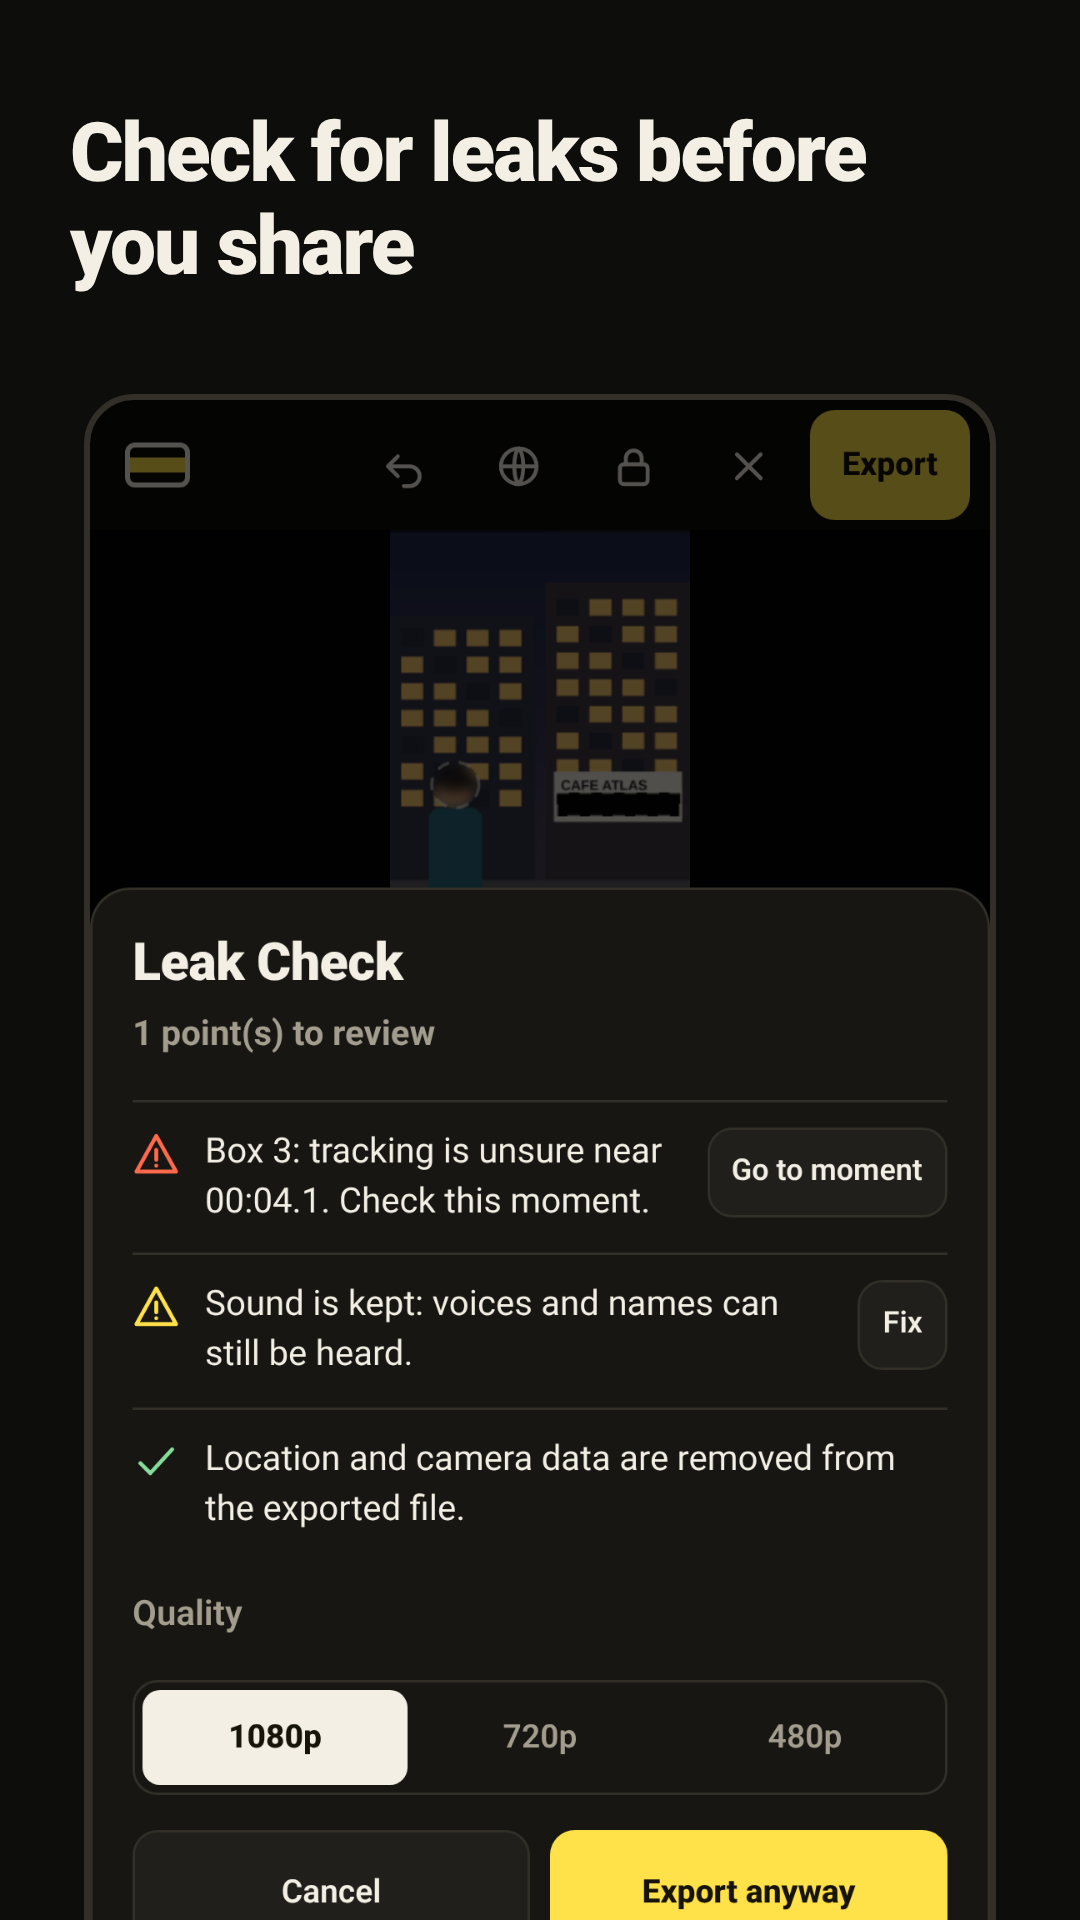 Check for leaks before
you share
Export
CAFE ATLAS
Leak Check
1 point(s) to review
Box 3: tracking is unsure near
00:04.1. Check this moment.
Go to moment
Sound is kept: voices and names can
still be heard.
Fix
Location and camera data are removed from
the exported file.
Quality
1080p
720p
480p
Cancel
Export anyway